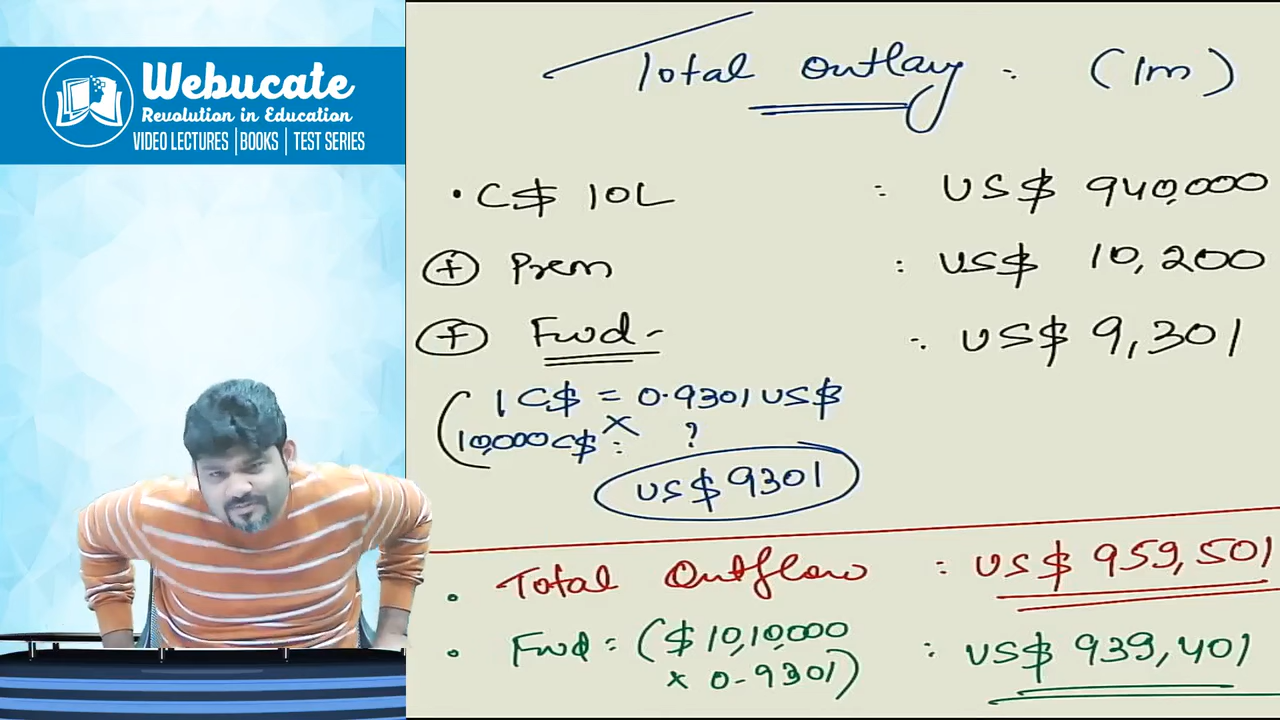 Webucate
Revolution in Education
VIDEO LECTURES | BOOKS | TEST SERIES
Total outlay : (1m)
• C$ 10L : US$ 940,000
+ Prem : US$ 10,200
+ Fwd - : US$ 9,301
( 1 C$ = 0.9301 US$
×
10,000 C$ : ?
US$ 9301
• Total Outflow : US$ 959,501
• Fwd : ($ 10,10,000 : US$ 939,401
× 0.9301)